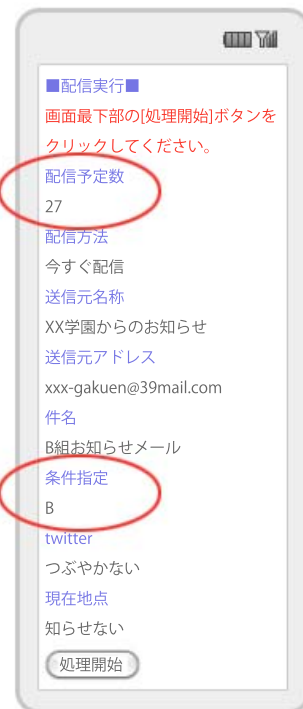 ■配信実行■
画面最下部の[処理開始]ボタンを
クリックしてください。
配信予定数
27
配信方法
今すぐ配信
送信元名称
XX学園からのお知らせ
送信元アドレス
xxx-gakuen@39mail.com
件名
B組お知らせメール
条件指定
B
twitter
つぶやかない
現在地点
知らせない
処理開始